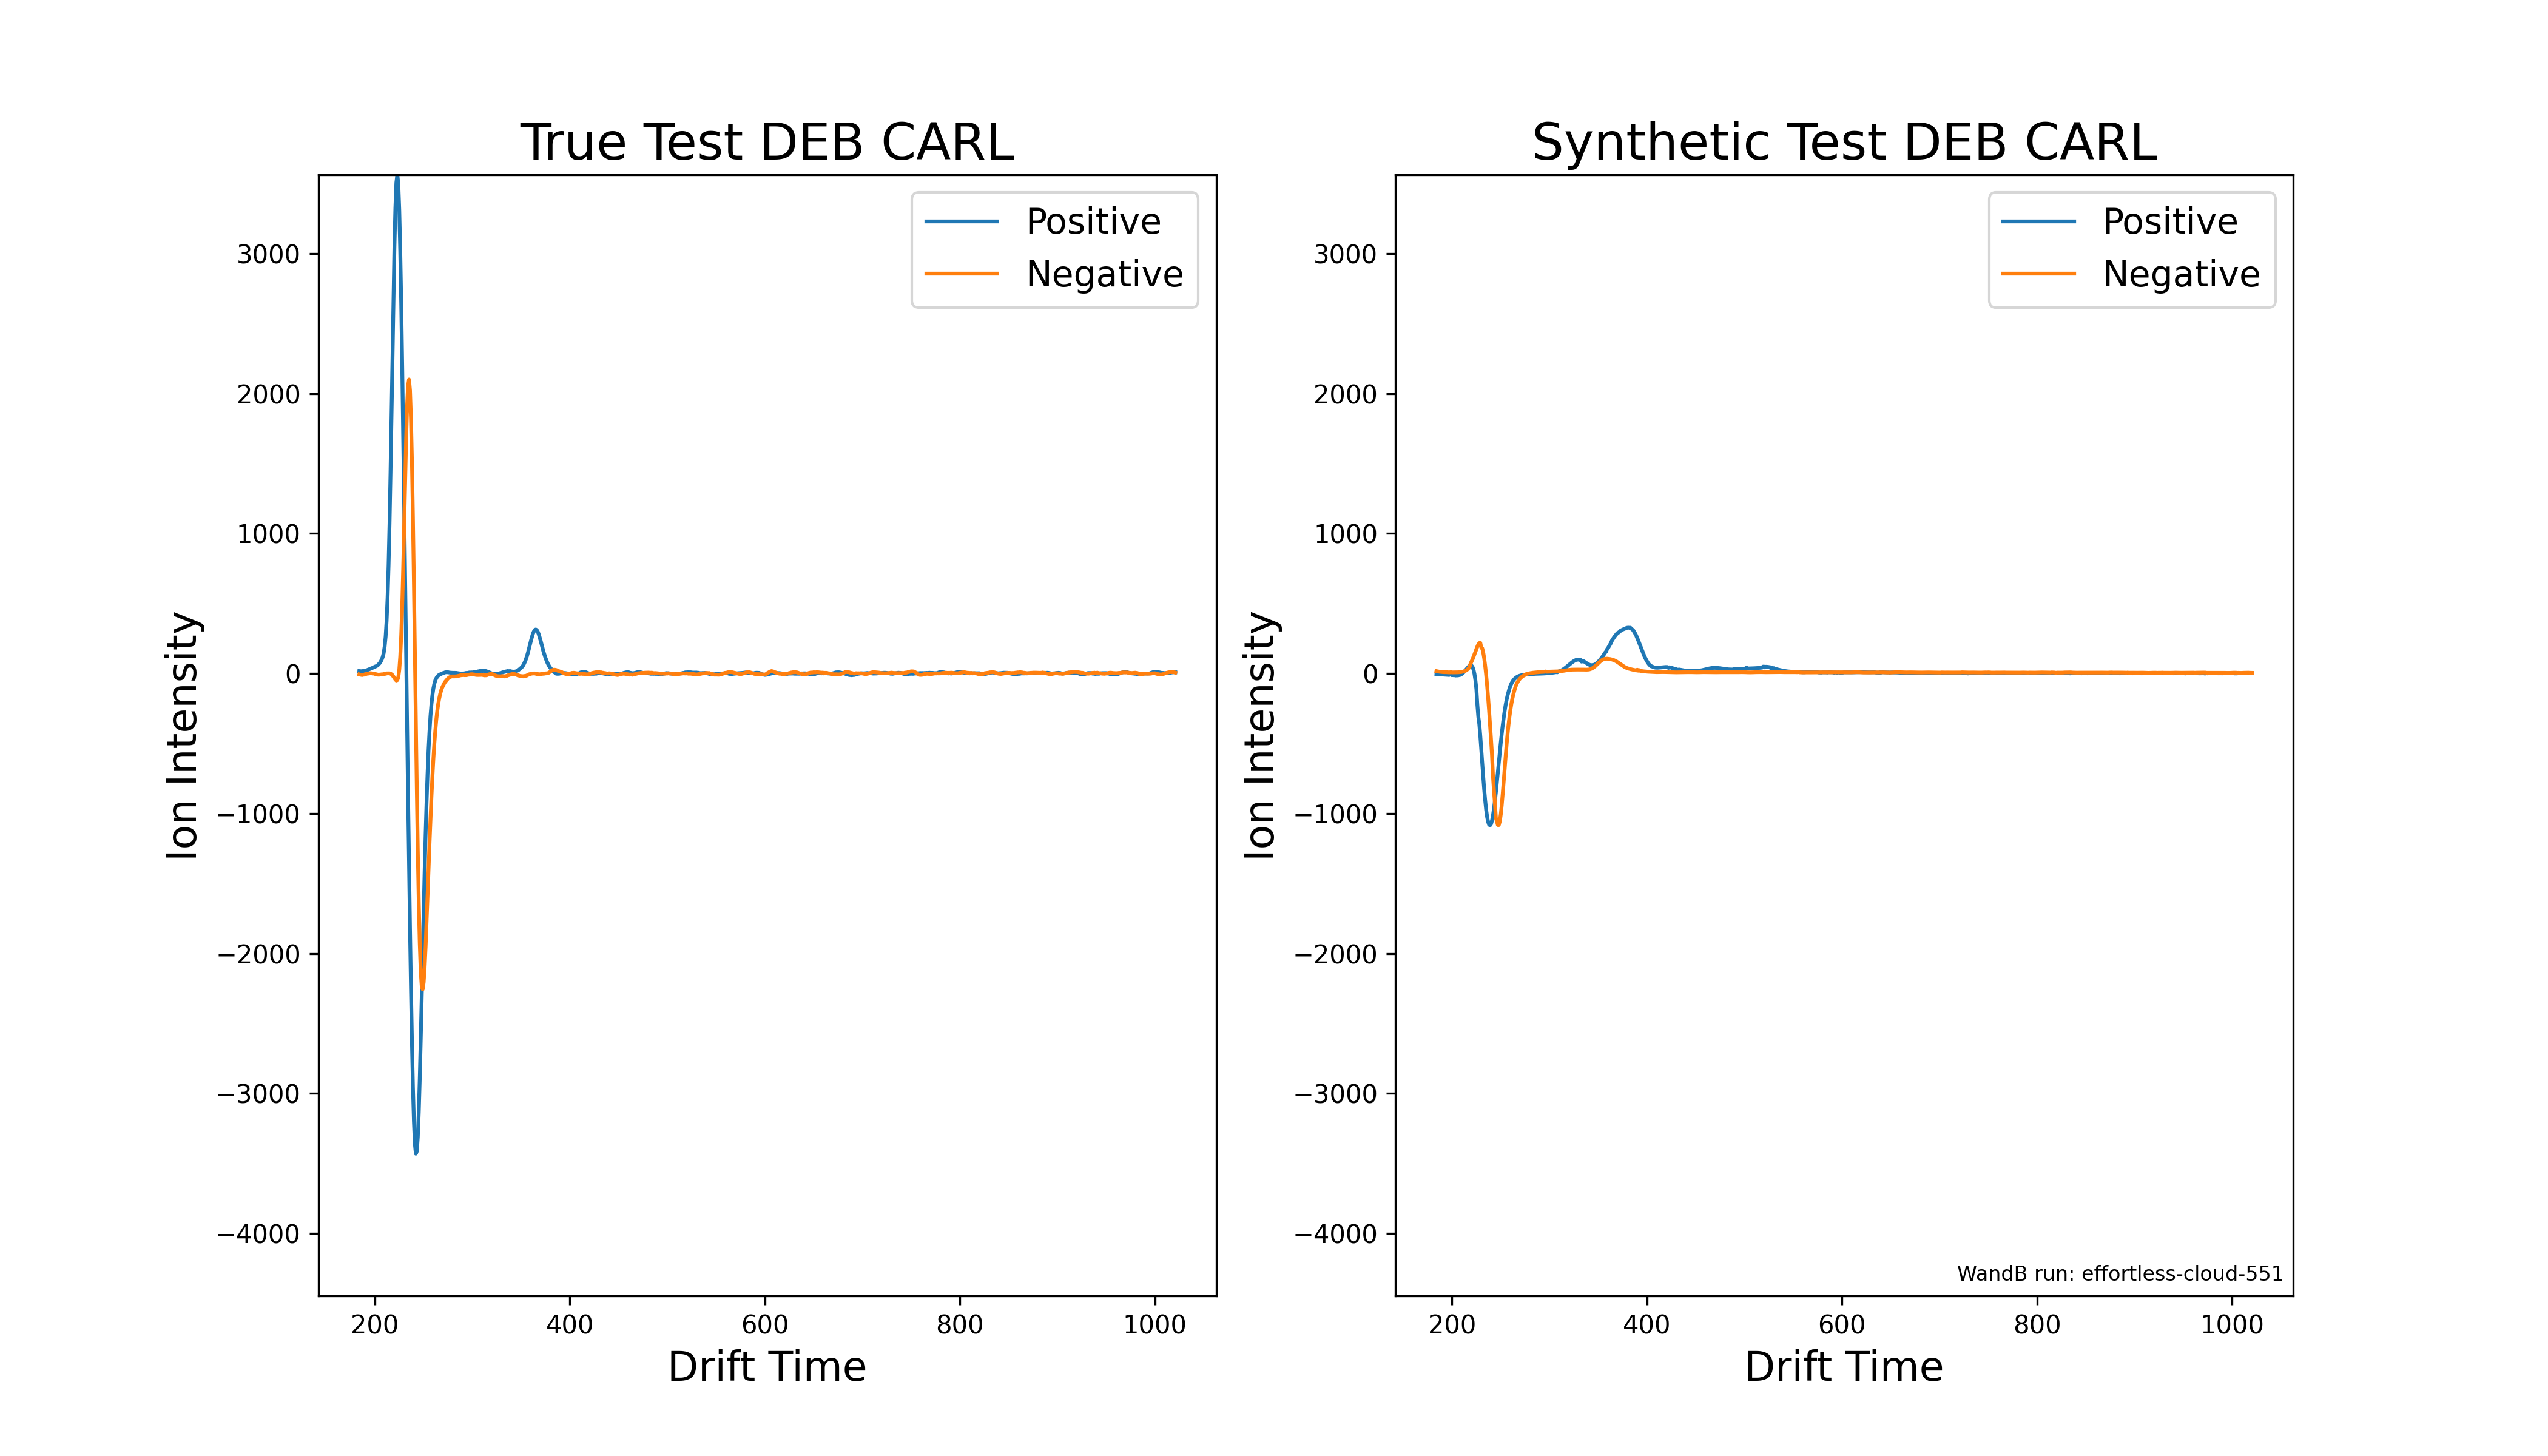 True Test DEB CARL
Positive
Negative
3000
2000
1000
0
−1000
−2000
−3000
−4000
Ion Intensity
200 400 600 800 1000
Drift Time
Synthetic Test DEB CARL
Positive
Negative
3000
2000
1000
0
−1000
−2000
−3000
−4000
Ion Intensity
WandB run: effortless-cloud-551
200 400 600 800 1000
Drift Time